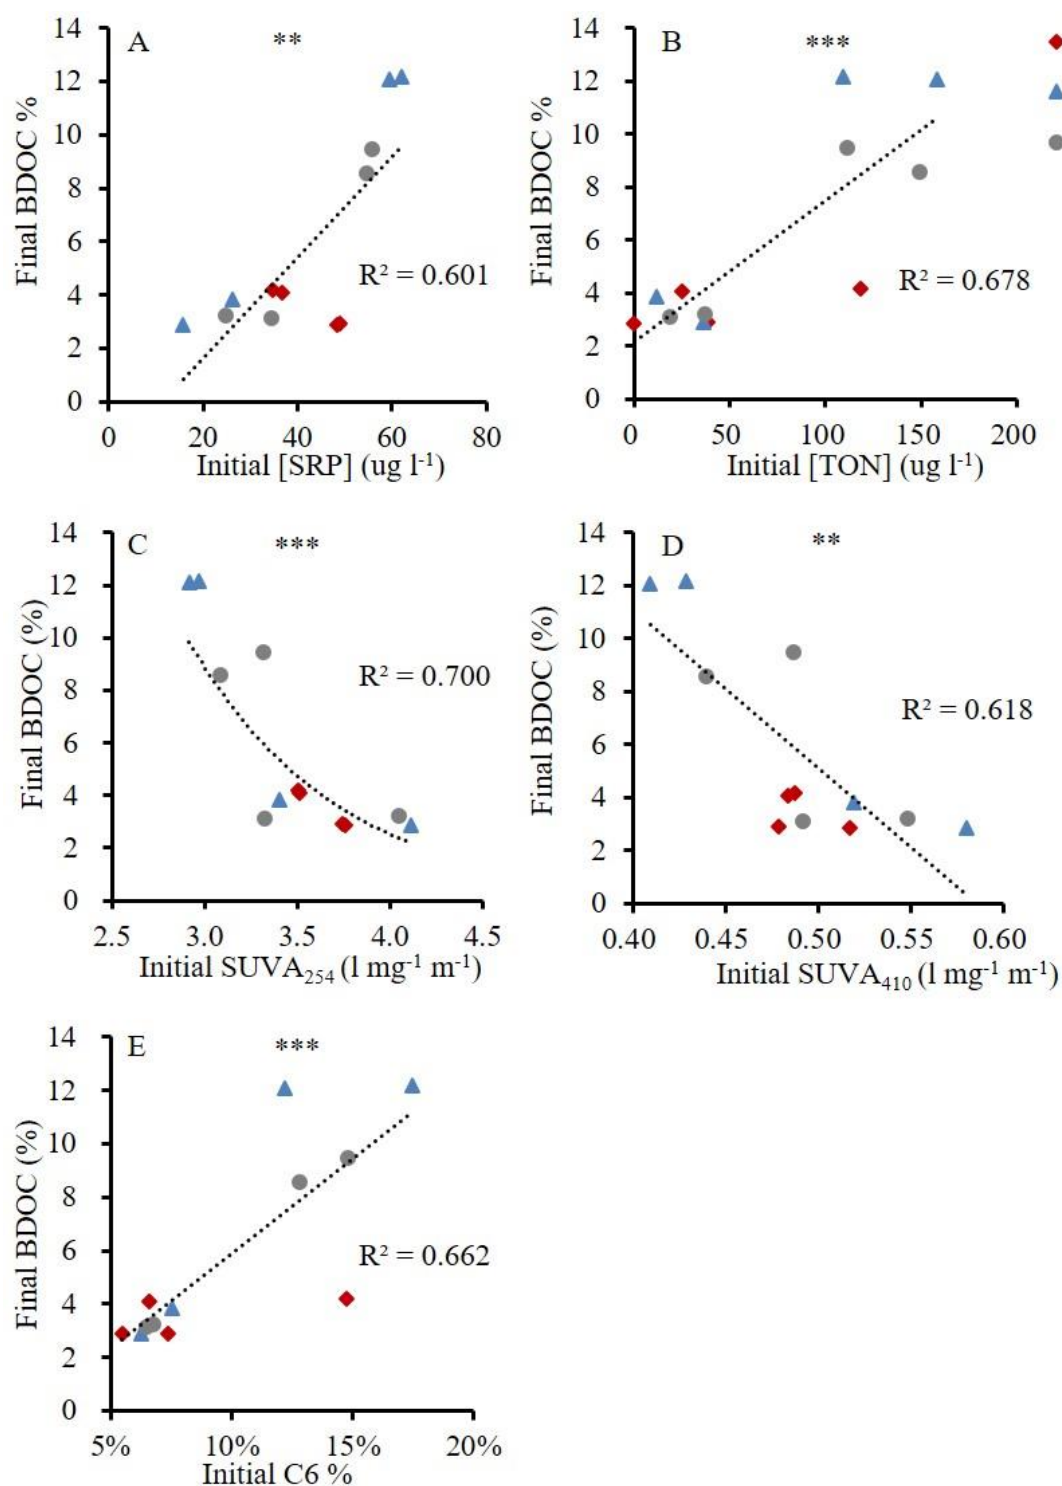 A
**
14
12
10
8
6
4
2
0
Final BDOC %
R² = 0.601
0 20 40 60 80
Initial [SRP] (ug l⁻¹)
B
***
14
12
10
8
6
4
2
0
Final BDOC %
R² = 0.678
0 50 100 150 200
Initial [TON] (ug l⁻¹)
C
***
14
12
10
8
6
4
2
0
Final BDOC (%)
R² = 0.700
2.5 3.0 3.5 4.0 4.5
Initial SUVA₂₅₄ (l mg⁻¹ m⁻¹)
D
**
14
12
10
8
6
4
2
0
Final BDOC (%)
R² = 0.618
0.40 0.45 0.50 0.55 0.60
Initial SUVA₄₁₀ (l mg⁻¹ m⁻¹)
E
***
14
12
10
8
6
4
2
0
Final BDOC (%)
R² = 0.662
5% 10% 15% 20%
Initial C6 %